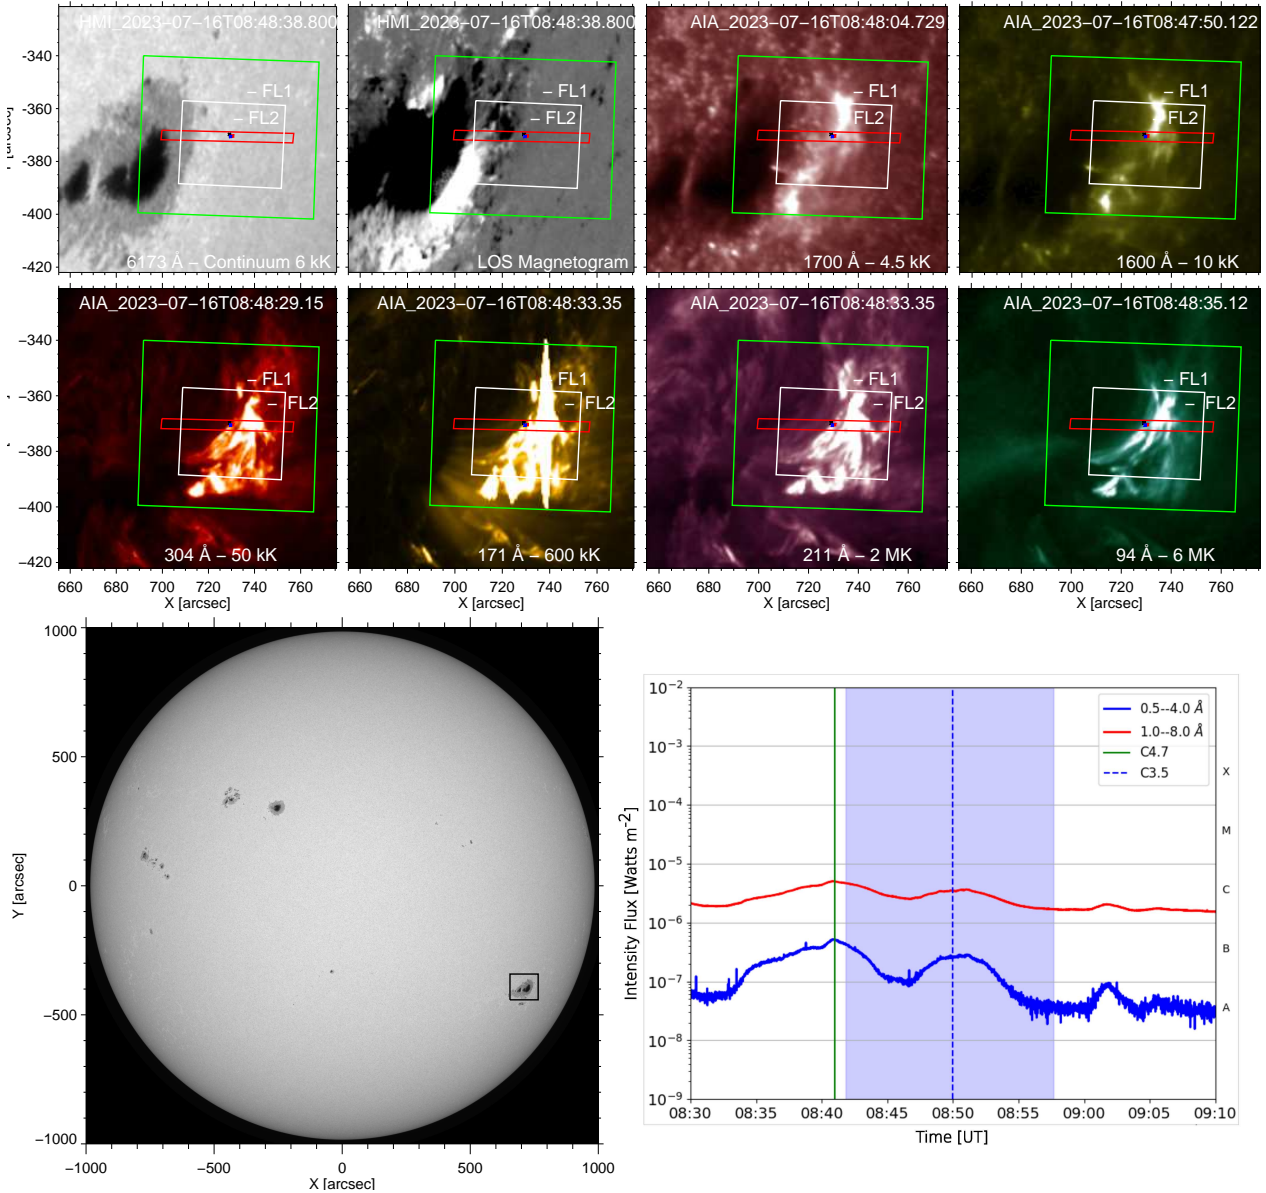 HMI_2023-07-16T08:48:38.800
HMI_2023-07-16T08:48:38.800
AIA_2023-07-16T08:48:04.729
AIA_2023-07-16T08:47:50.122
-340
-360
-380
-400
-420
– FL1
– FL2
6173 Å – Continuum 6 kK
– FL1
– FL2
LOS Magnetogram
– FL1
FL2
1700 Å – 4.5 kK
– FL1
FL2
1600 Å – 10 kK
AIA_2023-07-16T08:48:29.15
AIA_2023-07-16T08:48:33.35
AIA_2023-07-16T08:48:33.35
AIA_2023-07-16T08:48:35.12
-340
-360
-380
-400
-420
– FL1
– FL2
304 Å – 50 kK
FL1
– FL2
171 Å – 600 kK
– FL1
– FL2
211 Å – 2 MK
– FL1
– FL2
94 Å – 6 MK
660 680 700 720 740 760
660 680 700 720 740 760
660 680 700 720 740 760
660 680 700 720 740 760
X [arcsec]
X [arcsec]
X [arcsec]
X [arcsec]
1000
500
0
−500
−1000
Y [arcsec]
−1000 −500 0 500 1000
X [arcsec]
Intensity Flux [Watts m⁻²]
10⁻²
10⁻³
10⁻⁴
10⁻⁵
10⁻⁶
10⁻⁷
10⁻⁸
10⁻⁹
0.5--4.0 Å
1.0--8.0 Å
C4.7
C3.5
X
M
C
B
A
08:30 08:35 08:40 08:45 08:50 08:55 09:00 09:05 09:10
Time [UT]